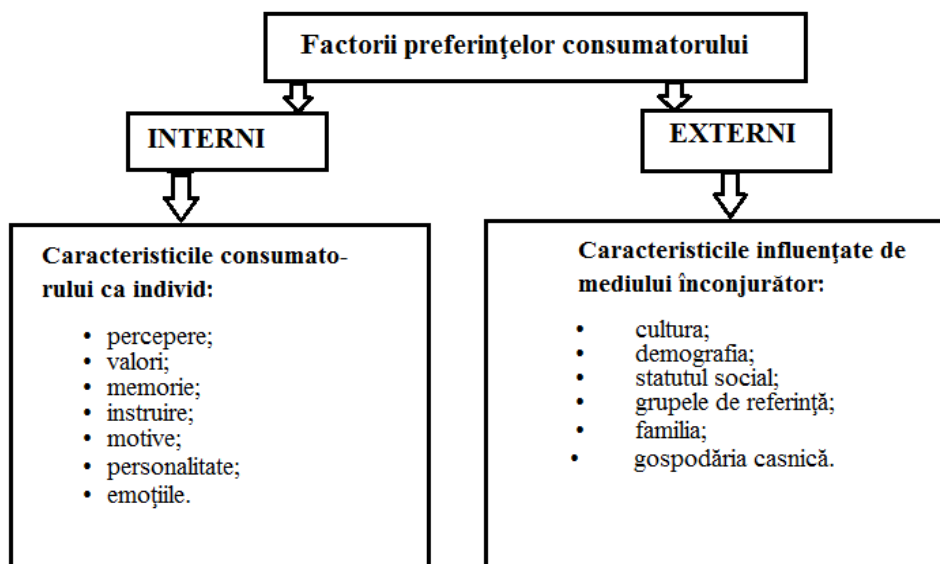 Factorii preferinţelor consumatorului
INTERNI
EXTERNI
Caracteristicile consumato-
rului ca individ:
• percepere;
• valori;
• memorie;
• instruire;
• motive;
• personalitate;
• emoţiile.
Caracteristicile influenţate de
mediului înconjurător:
• cultura;
• demografia;
• statutul social;
• grupele de referinţă;
• familia;
• gospodăria casnică.